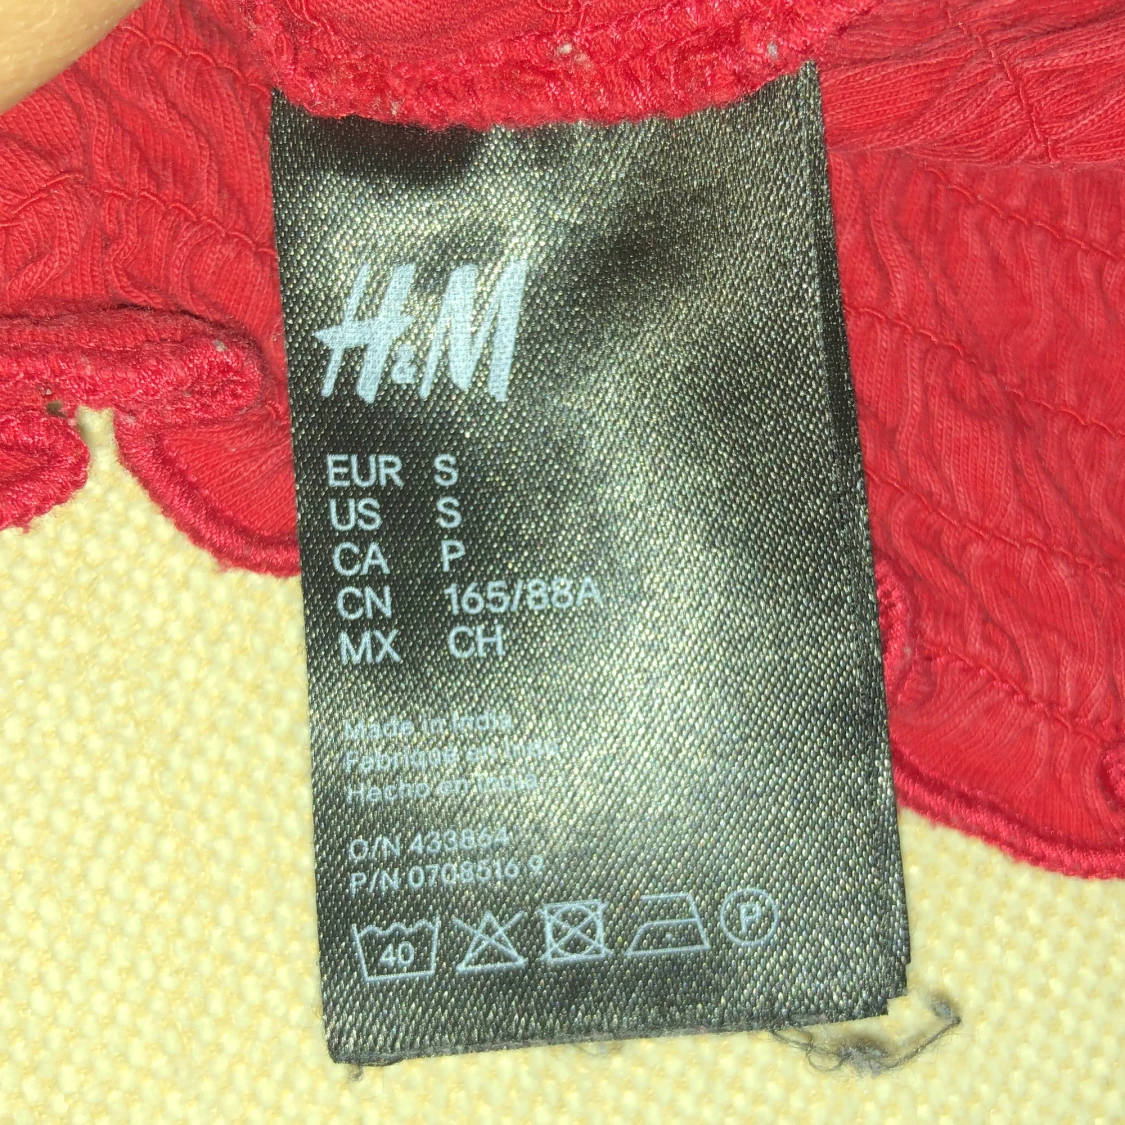 H&M
EUR S
US S
CA P
CN 165/88A
MX CH
Made in India
Fabriqué en Inde
Hecho en India
O/N 433864
P/N 0708516-9
40
P